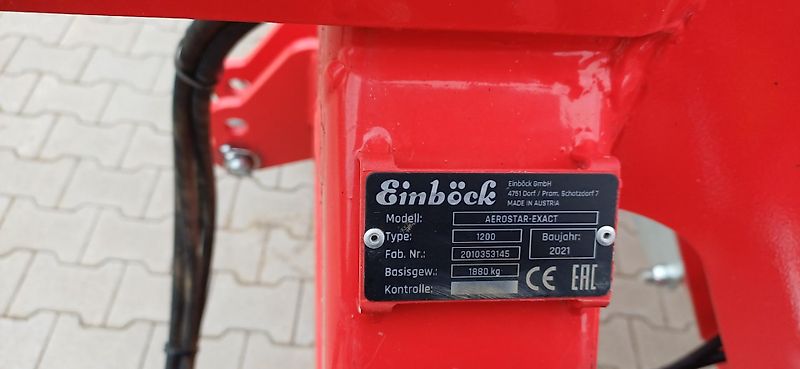 Einböck
Einböck GmbH
4751 Dorf / Pram, Schatzdorf 7
MADE IN AUSTRIA
Modell: AEROSTAR-EXACT
Type: 1200
Baujahr: 2021
Fab. Nr.: 2010353145
Basisgew.: 1880 kg
Kontrolle:
CE EAC